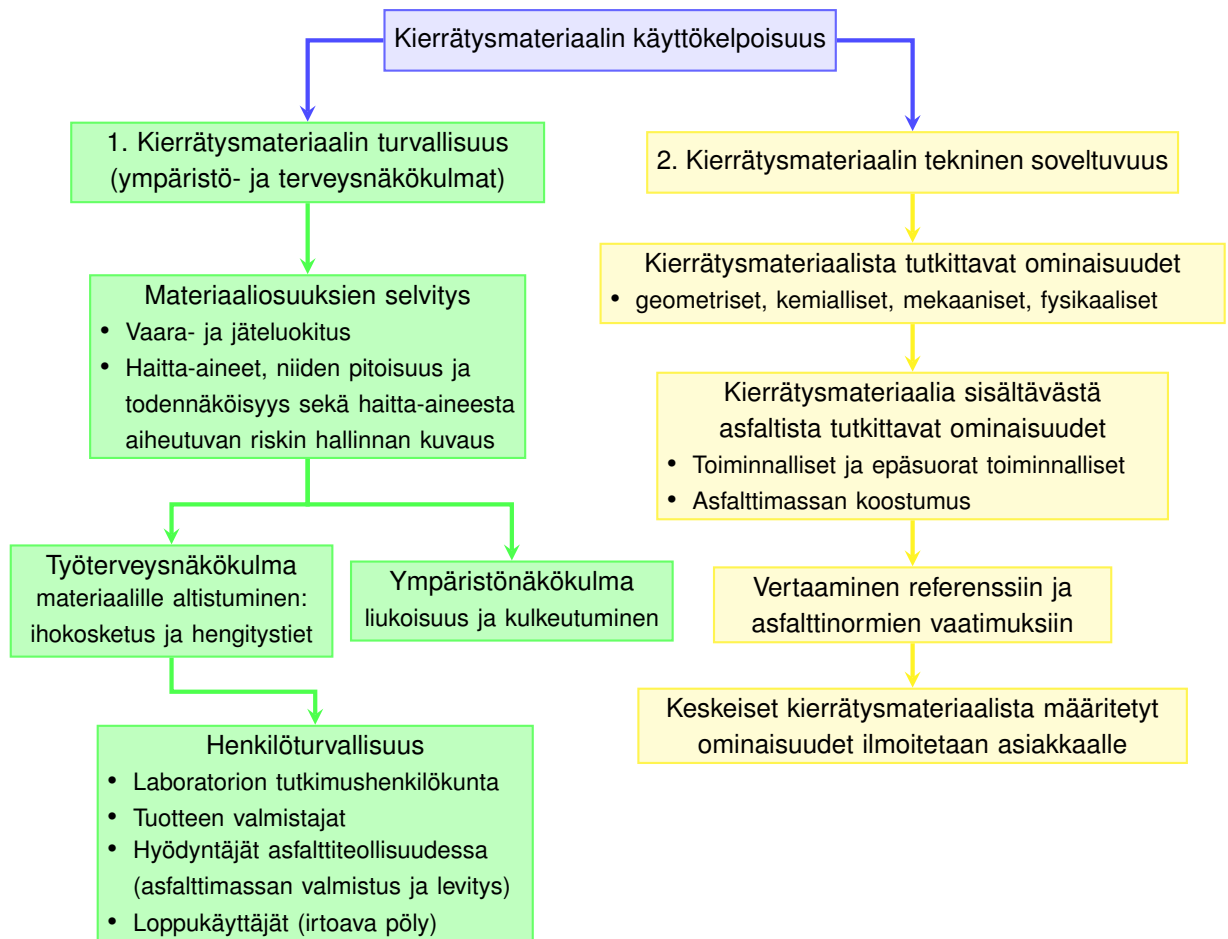 Kierrätysmateriaalin käyttökelpoisuus
1. Kierrätysmateriaalin turvallisuus
(ympäristö- ja terveysnäkökulmat)
Materiaaliosuuksien selvitys
• Vaara- ja jäteluokitus
• Haitta-aineet, niiden pitoisuus ja
todennäköisyys sekä haitta-aineesta
aiheutuvan riskin hallinnan kuvaus
Työterveysnäkökulma
materiaalille altistuminen:
ihokosketus ja hengitystiet
Ympäristönäkökulma
liukoisuus ja kulkeutuminen
Henkilöturvallisuus
• Laboratorion tutkimushenkilökunta
• Tuotteen valmistajat
• Hyödyntäjät asfalttiteollisuudessa
(asfalttimassan valmistus ja levitys)
• Loppukäyttäjät (irtoava pöly)
2. Kierrätysmateriaalin tekninen soveltuvuus
Kierrätysmateriaalista tutkittavat ominaisuudet
• geometriset, kemialliset, mekaaniset, fysikaaliset
Kierrätysmateriaalia sisältävästä
asfaltista tutkittavat ominaisuudet
• Toiminnalliset ja epäsuorat toiminnalliset
• Asfalttimassan koostumus
Vertaaminen referenssiin ja
asfalttinormien vaatimuksiin
Keskeiset kierrätysmateriaalista määritetyt
ominaisuudet ilmoitetaan asiakkaalle